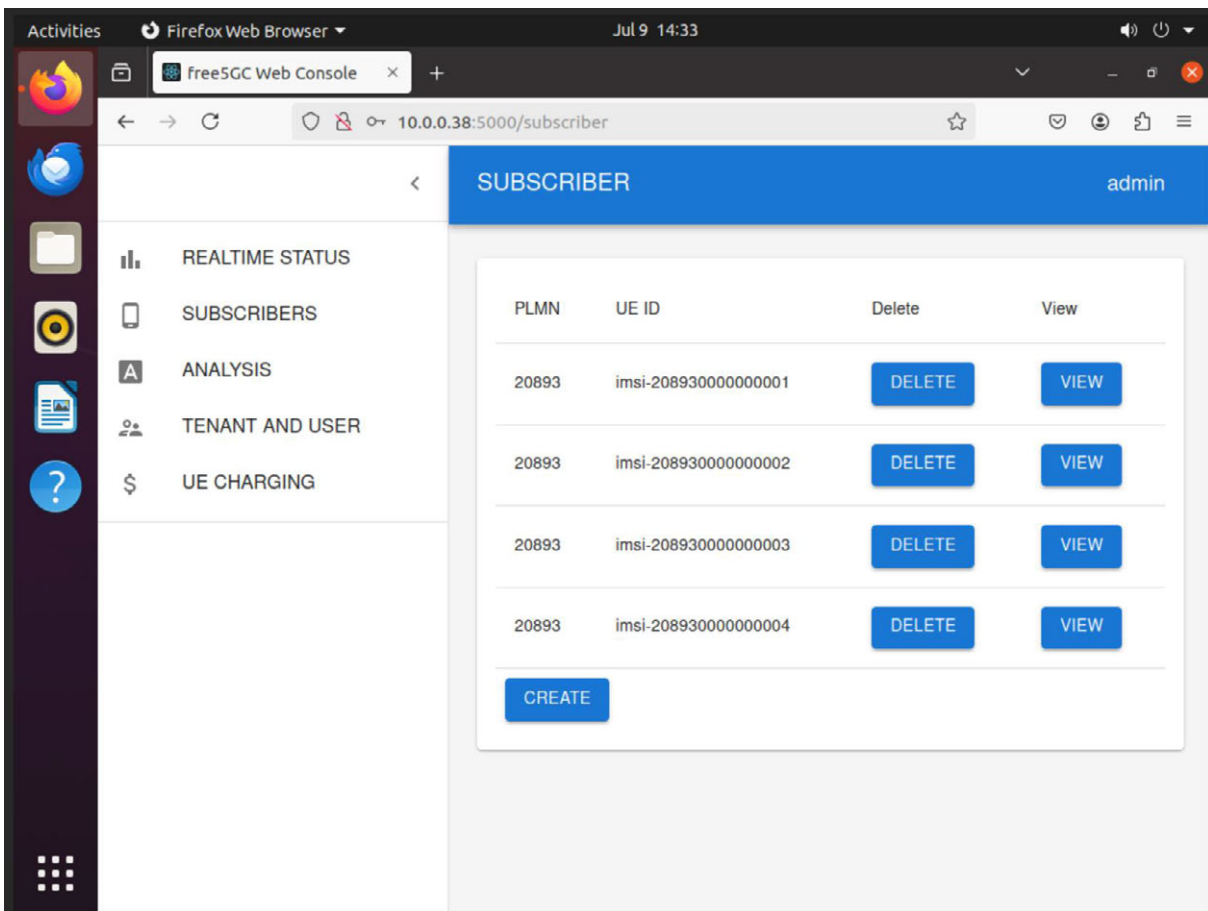 Activities Firefox Web Browser Jul 9 14:33
free5GC Web Console
10.0.0.38:5000/subscriber
SUBSCRIBER admin
REALTIME STATUS
SUBSCRIBERS
ANALYSIS
TENANT AND USER
UE CHARGING
PLMN UE ID Delete View
20893 imsi-208930000000001 DELETE VIEW
20893 imsi-208930000000002 DELETE VIEW
20893 imsi-208930000000003 DELETE VIEW
20893 imsi-208930000000004 DELETE VIEW
CREATE